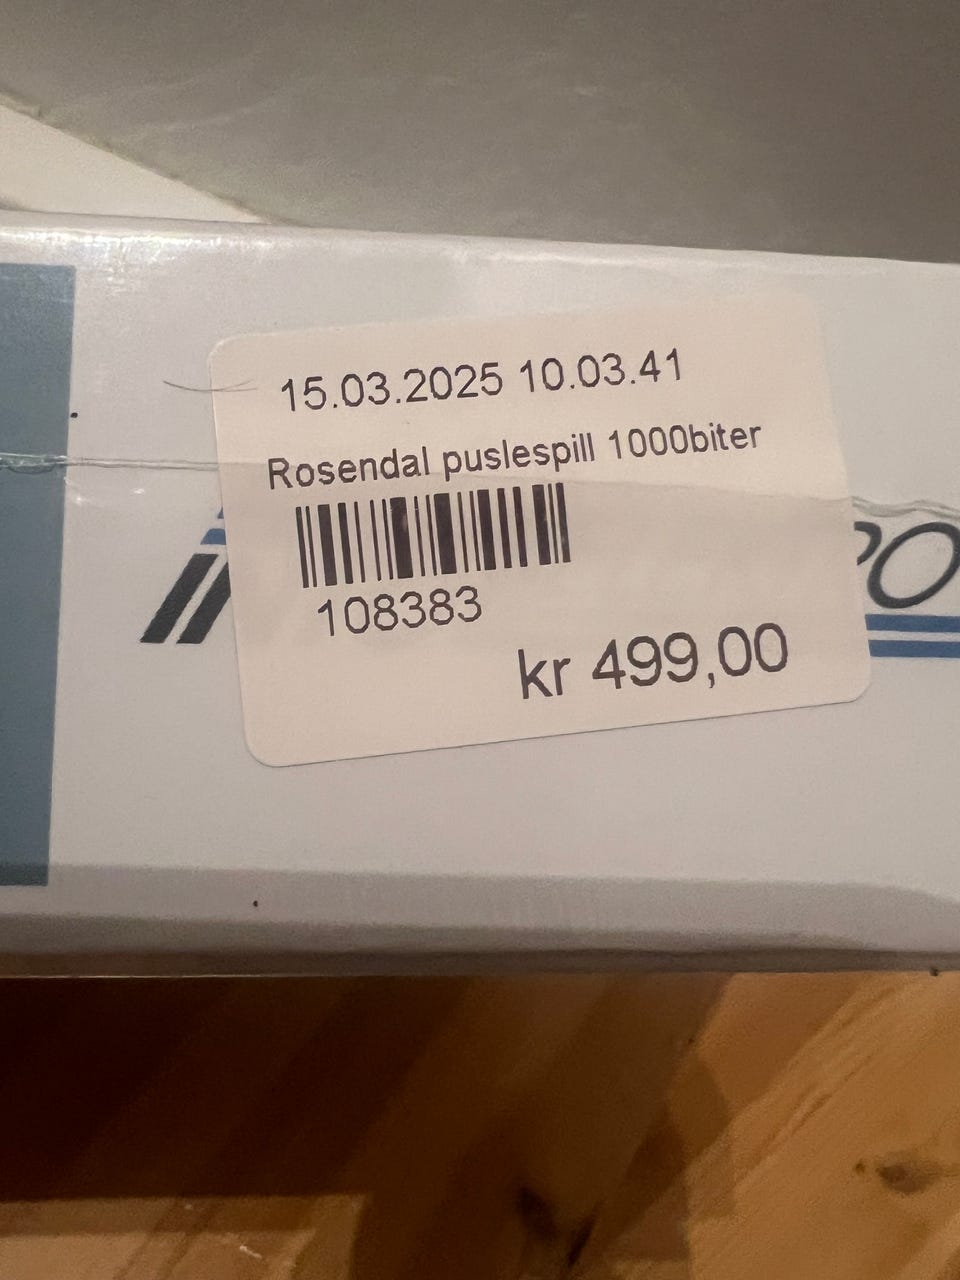 15.03.2025 10.03.41
Rosendal puslespill 1000biter
108383
kr 499,00